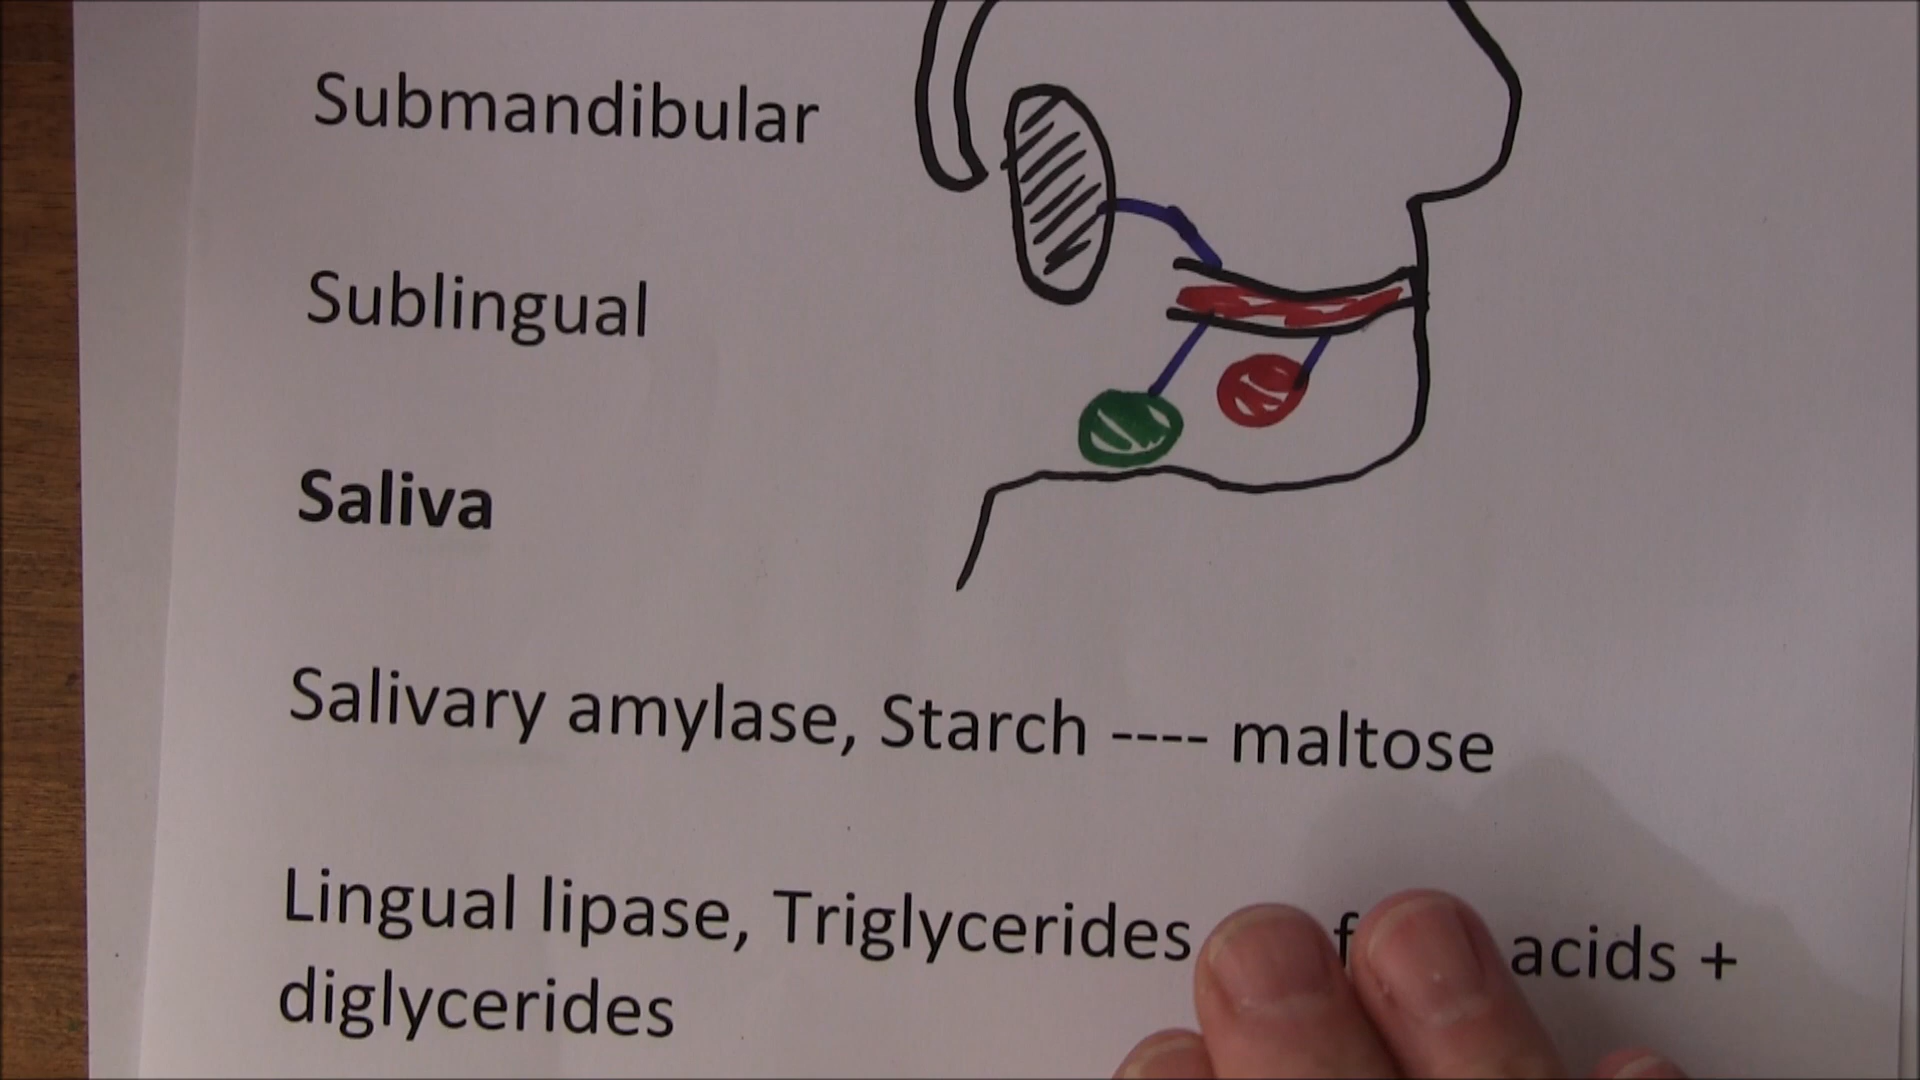 Submandibular
Sublingual
Saliva
Salivary amylase, Starch ---- maltose
Lingual lipase, Triglycerides acids +
diglycerides